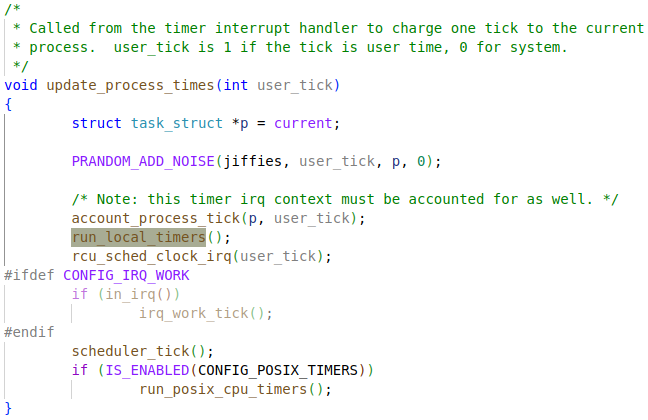 /*
 * Called from the timer interrupt handler to charge one tick to the current
 * process.  user_tick is 1 if the tick is user time, 0 for system.
 */
void update_process_times(int user_tick)
{
        struct task_struct *p = current;
        PRANDOM_ADD_NOISE(jiffies, user_tick, p, 0);
        /* Note: this timer irq context must be accounted for as well. */
        account_process_tick(p, user_tick);
        run_local_timers();
        rcu_sched_clock_irq(user_tick);
#ifdef CONFIG_IRQ_WORK
        if (in_irq())
                irq_work_tick();
#endif
        scheduler_tick();
        if (IS_ENABLED(CONFIG_POSIX_TIMERS))
                run_posix_cpu_timers();
}